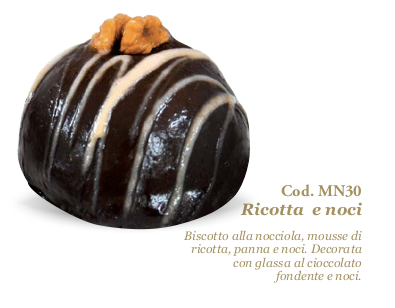 Cod. MN30
Ricotta e noci
Biscotto alla nocciola, mousse di
ricotta, panna e noci. Decorata
con glassa al cioccolato
fondente e noci.